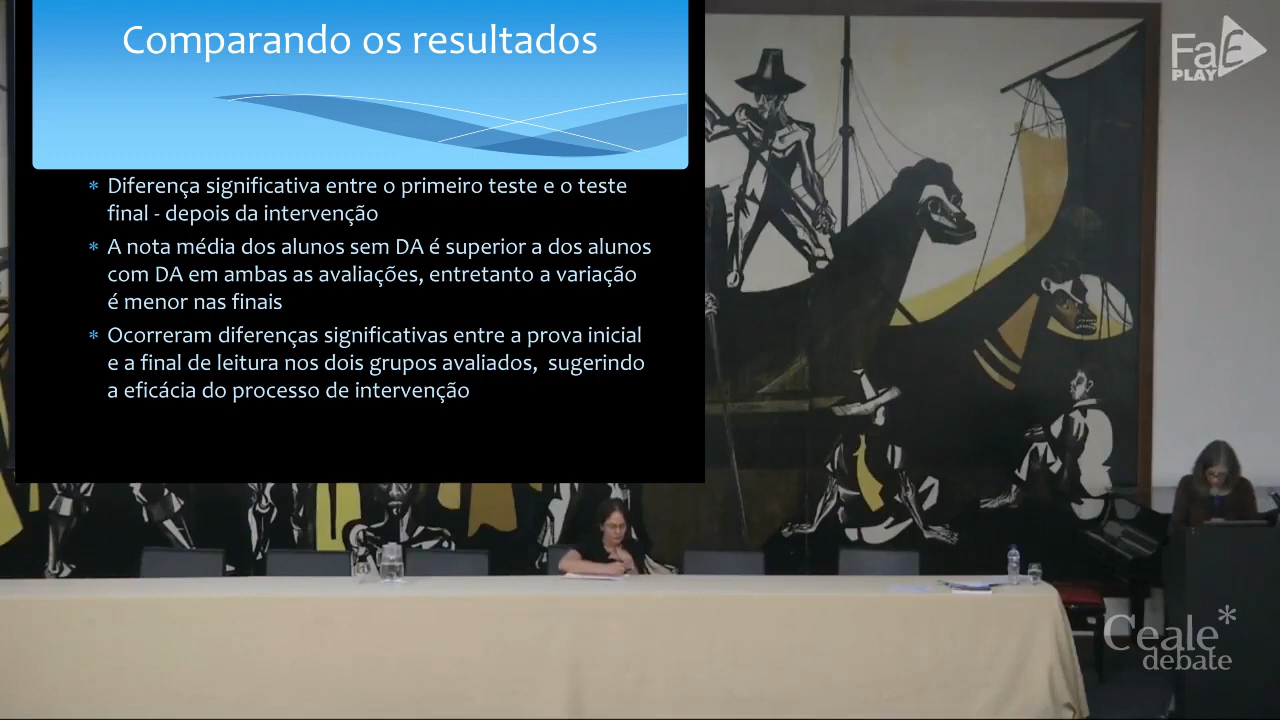 Comparando os resultados
* Diferença significativa entre o primeiro teste e o teste
final - depois da intervenção
* A nota média dos alunos sem DA é superior a dos alunos
com DA em ambas as avaliações, entretanto a variação
é menor nas finais
* Ocorreram diferenças significativas entre a prova inicial
e a final de leitura nos dois grupos avaliados,  sugerindo
a eficácia do processo de intervenção
FaE
PLAY
Ceale*
debate